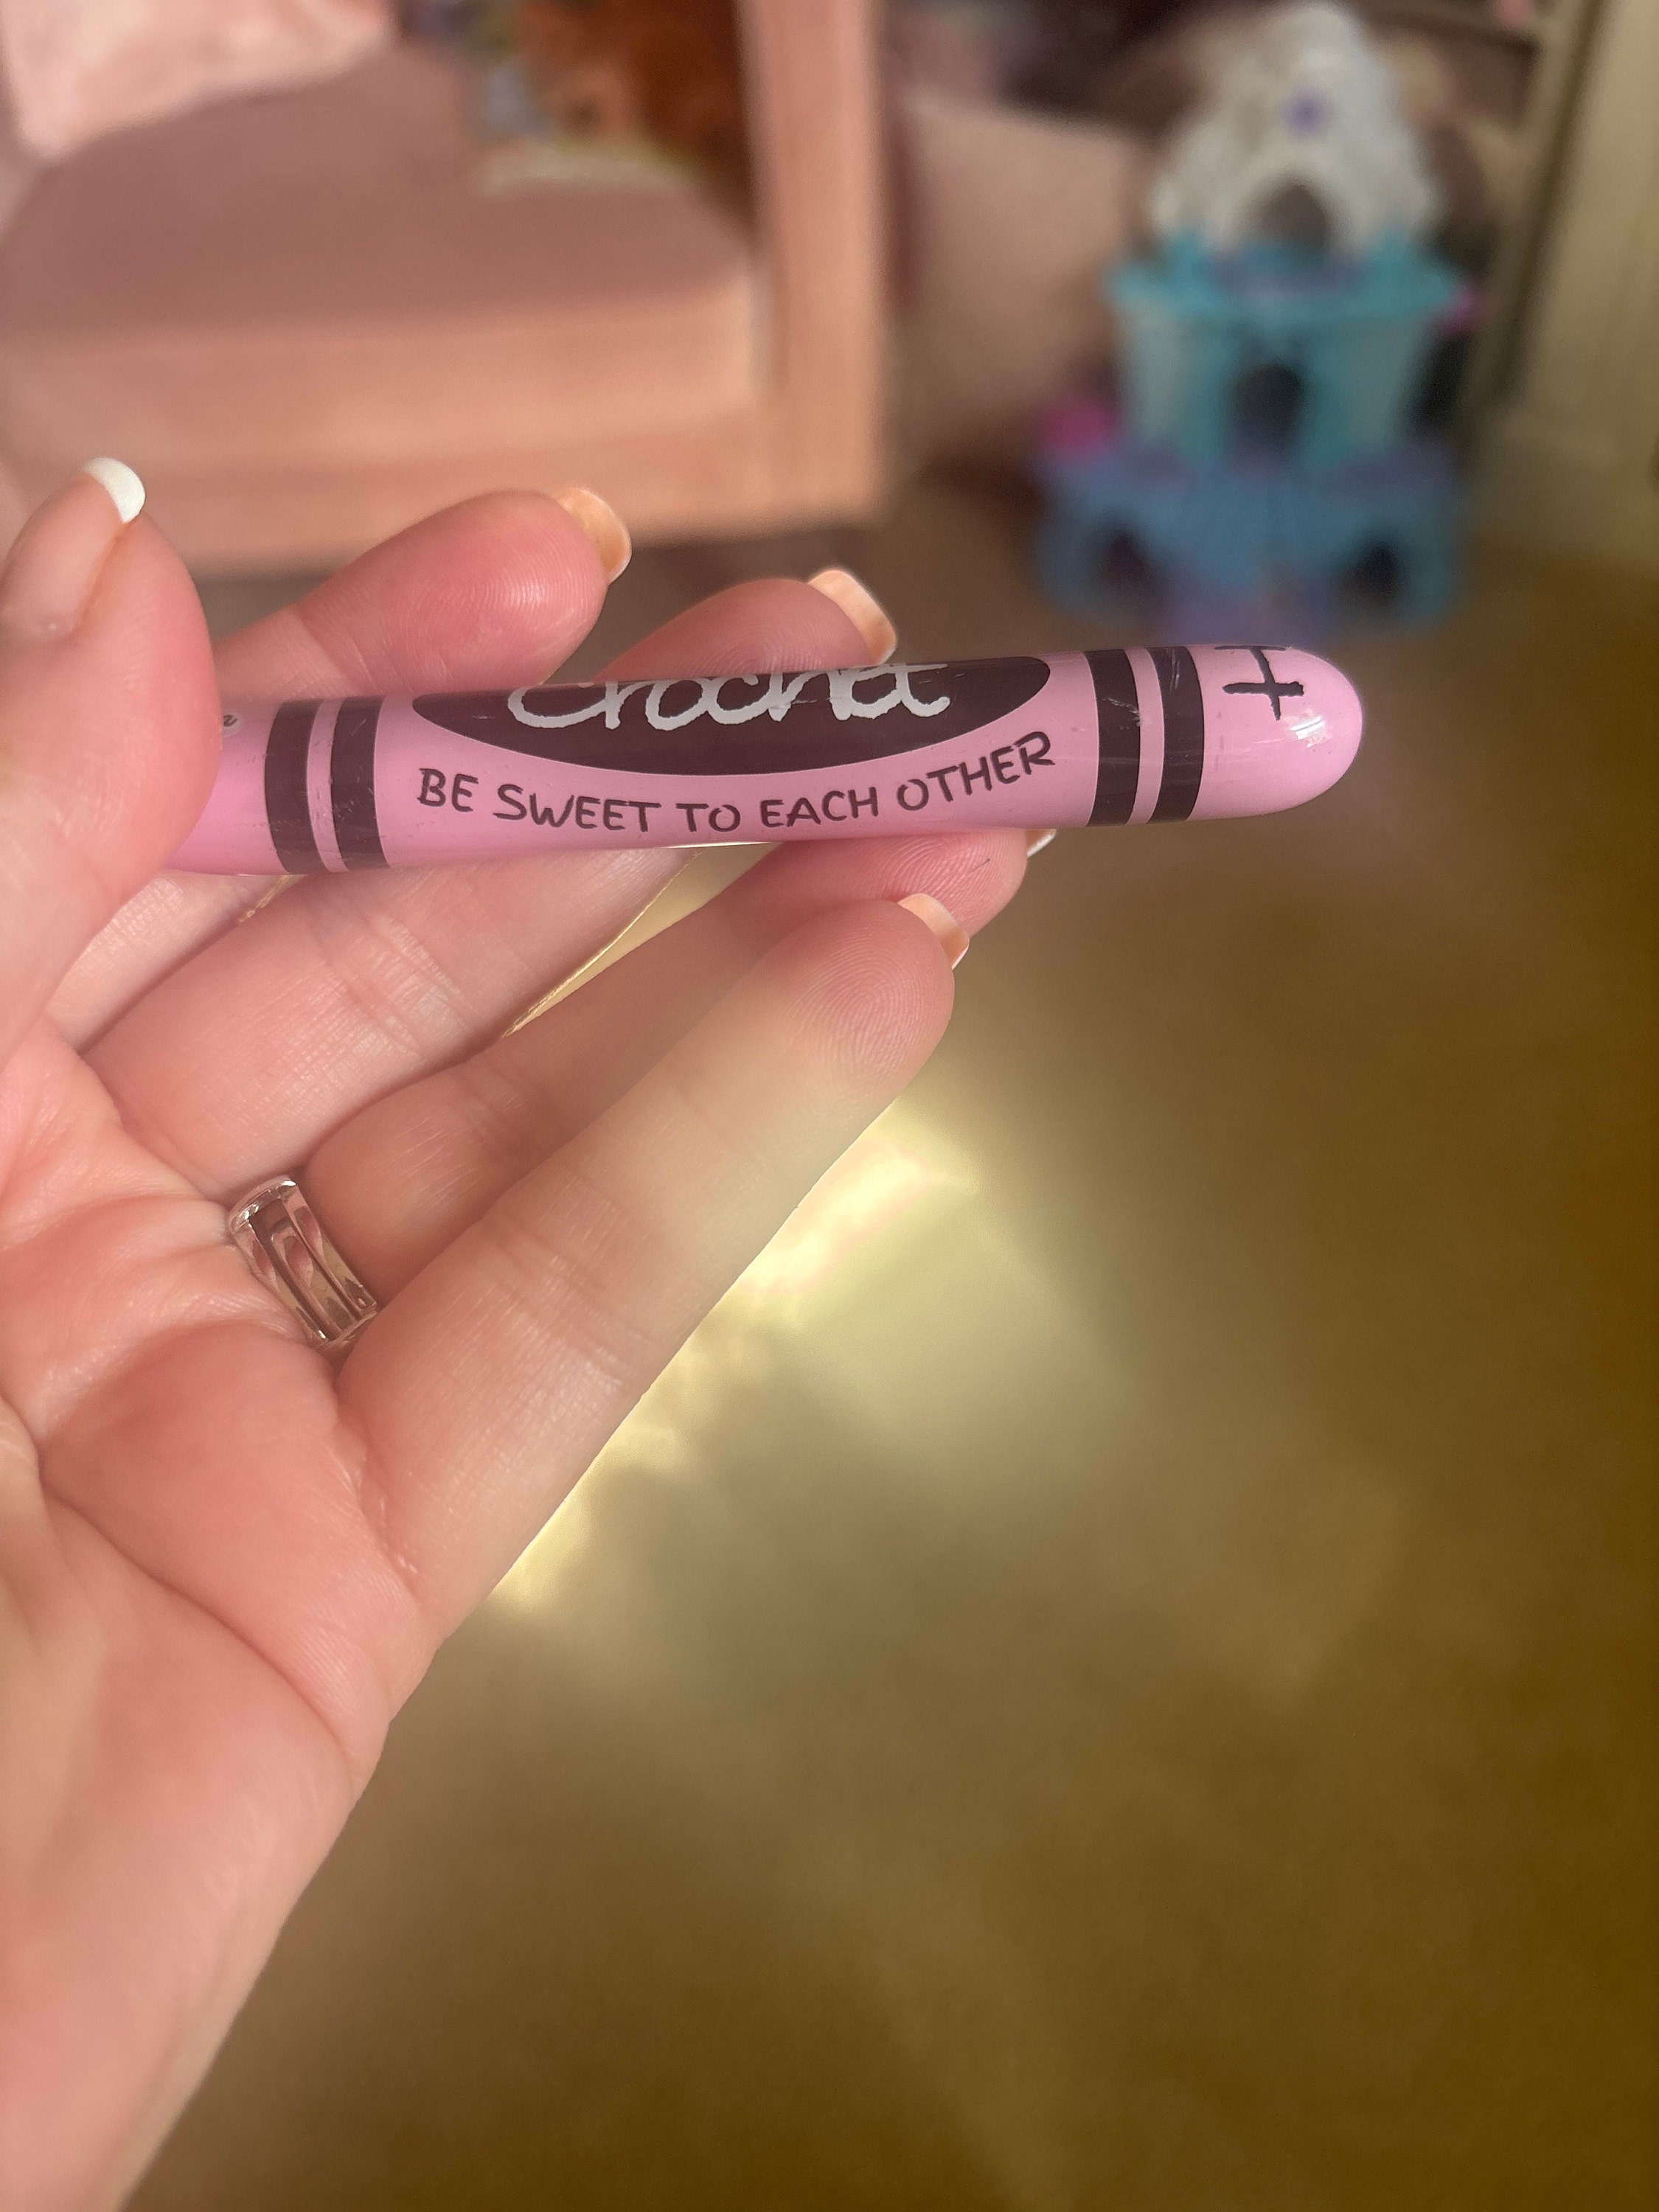 Crochet
BE SWEET TO EACH OTHER